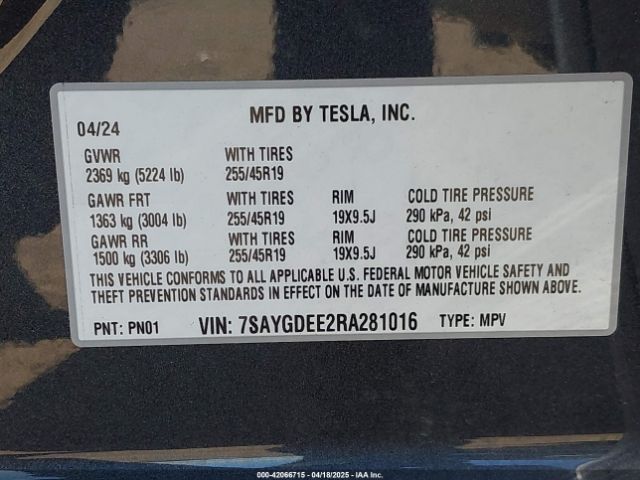 MFD BY TESLA, INC.
04/24
GVWR WITH TIRES
2369 kg (5224 lb) 255/45R19
GAWR FRT WITH TIRES RIM COLD TIRE PRESSURE
1363 kg (3004 lb) 255/45R19 19X9.5J 290 kPa, 42 psi
GAWR RR WITH TIRES RIM COLD TIRE PRESSURE
1500 kg (3306 lb) 255/45R19 19X9.5J 290 kPa, 42 psi
THIS VEHICLE CONFORMS TO ALL APPLICABLE U.S. FEDERAL MOTOR VEHICLE SAFETY AND
THEFT PREVENTION STANDARDS IN EFFECT ON THE DATE OF MANUFACTURE SHOWN ABOVE.
PNT: PN01 VIN: 7SAYGDEE2RA281016 TYPE: MPV
000-42066715 - 04/18/2025 - IAA Inc.